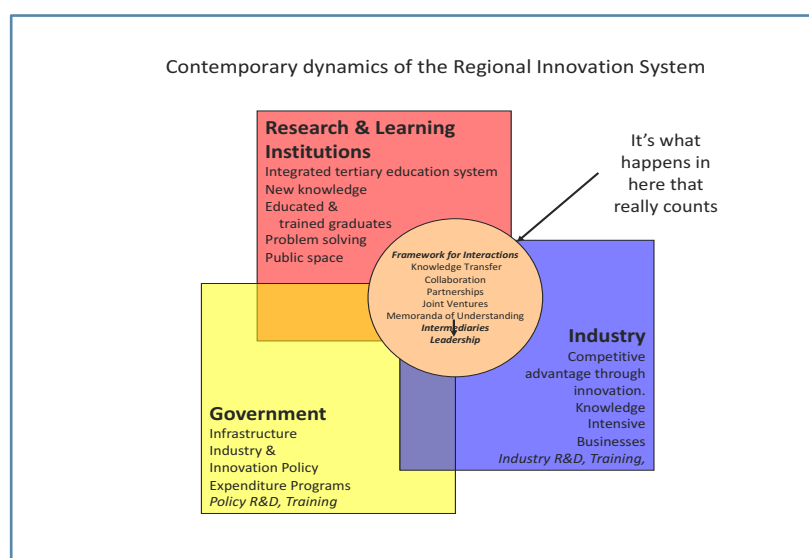 Contemporary dynamics of the Regional Innovation System
Research & Learning
Institutions
Integrated tertiary education system
New knowledge
Educated &
trained graduates
Problem solving
Public space
It's what
happens in
here that
really counts
Framework for Interactions
Knowledge Transfer
Collaboration
Partnerships
Joint Ventures
Memoranda of Understanding
Intermediaries
Leadership
Industry
Competitive
advantage through
innovation.
Knowledge
Intensive
Businesses
Industry R&D, Training,
Government
Infrastructure
Industry &
Innovation Policy
Expenditure Programs
Policy R&D, Training